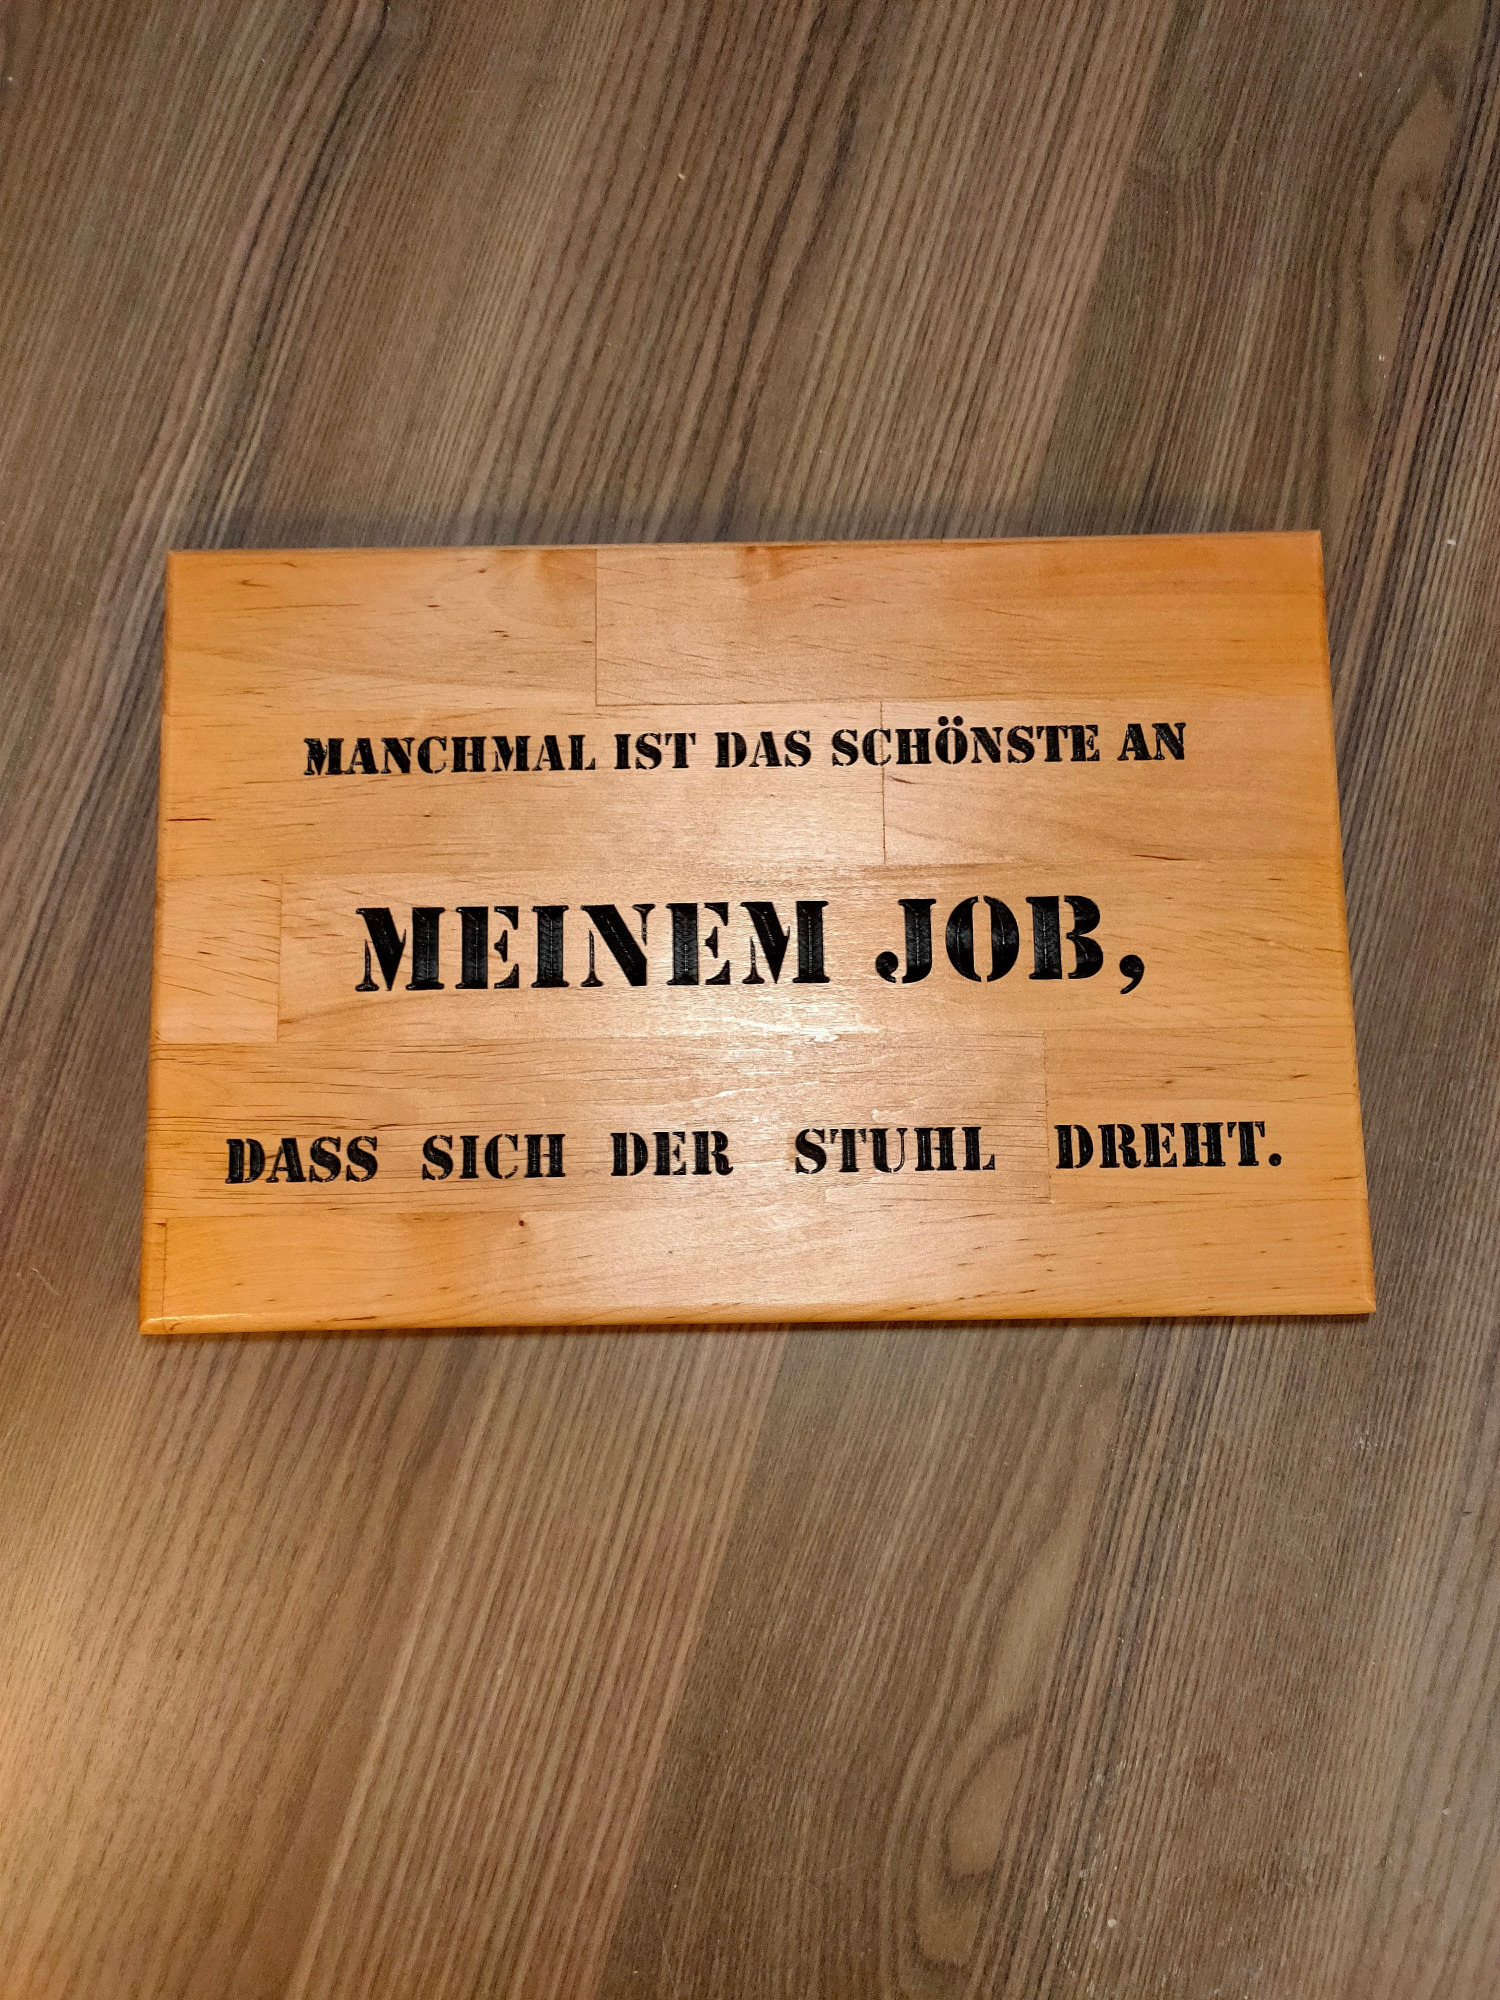 MANCHMAL IST DAS SCHÖNSTE AN
MEINEM JOB,
DASS SICH DER STUHL DREHT.